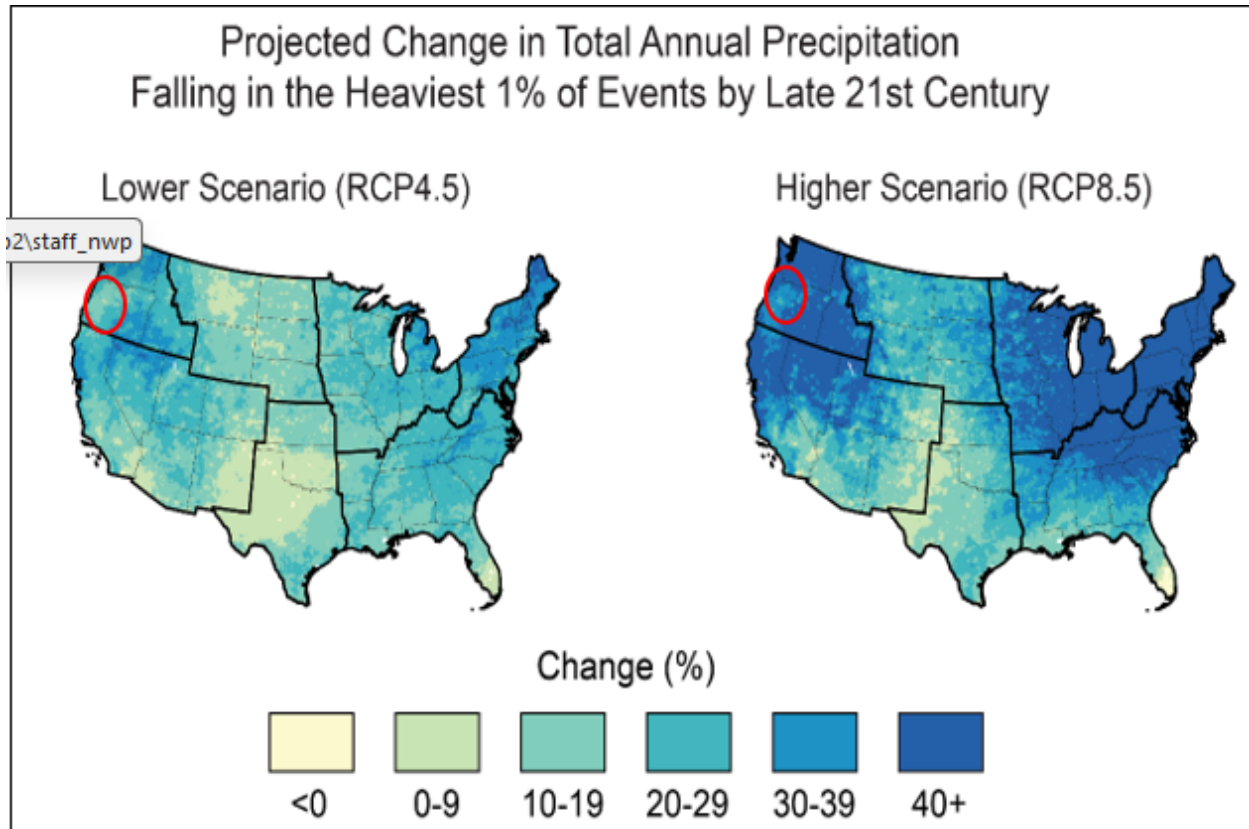 Projected Change in Total Annual Precipitation
Falling in the Heaviest 1% of Events by Late 21st Century
Lower Scenario (RCP4.5)
Higher Scenario (RCP8.5)
2\staff_nwp
Change (%)
<0
0-9
10-19
20-29
30-39
40+